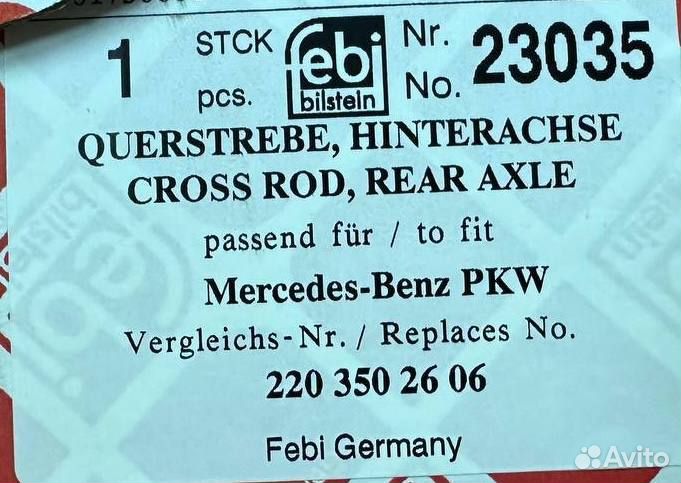 1 STCK febi Nr. 23035
pcs. bilstein No.
QUERSTREBE, HINTERACHSE
CROSS ROD, REAR AXLE
passend für / to fit
Mercedes-Benz PKW
Vergleichs-Nr. / Replaces No.
220 350 26 06
Febi Germany
Avito